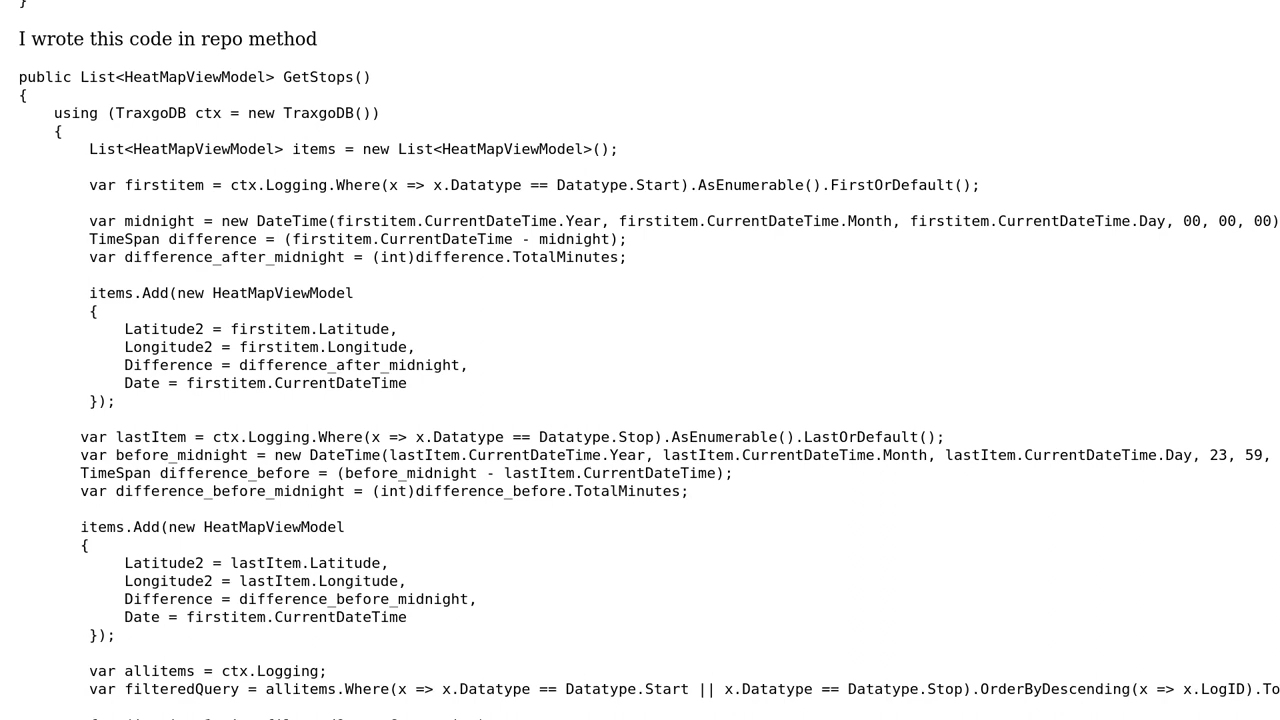 }
I wrote this code in repo method
public List<HeatMapViewModel> GetStops()
{
using (TraxgoDB ctx = new TraxgoDB())
{
List<HeatMapViewModel> items = new List<HeatMapViewModel>();
var firstitem = ctx.Logging.Where(x => x.Datatype == Datatype.Start).AsEnumerable().FirstOrDefault();
var midnight = new DateTime(firstitem.CurrentDateTime.Year, firstitem.CurrentDateTime.Month, firstitem.CurrentDateTime.Day, 00, 00, 00)
TimeSpan difference = (firstitem.CurrentDateTime - midnight);
var difference_after_midnight = (int)difference.TotalMinutes;
items.Add(new HeatMapViewModel
{
Latitude2 = firstitem.Latitude,
Longitude2 = firstitem.Longitude,
Difference = difference_after_midnight,
Date = firstitem.CurrentDateTime
});
var lastItem = ctx.Logging.Where(x => x.Datatype == Datatype.Stop).AsEnumerable().LastOrDefault();
var before_midnight = new DateTime(lastItem.CurrentDateTime.Year, lastItem.CurrentDateTime.Month, lastItem.CurrentDateTime.Day, 23, 59,
TimeSpan difference_before = (before_midnight - lastItem.CurrentDateTime);
var difference_before_midnight = (int)difference_before.TotalMinutes;
items.Add(new HeatMapViewModel
{
Latitude2 = lastItem.Latitude,
Longitude2 = lastItem.Longitude,
Difference = difference_before_midnight,
Date = firstitem.CurrentDateTime
});
var allitems = ctx.Logging;
var filteredQuery = allitems.Where(x => x.Datatype == Datatype.Start || x.Datatype == Datatype.Stop).OrderByDescending(x => x.LogID).To